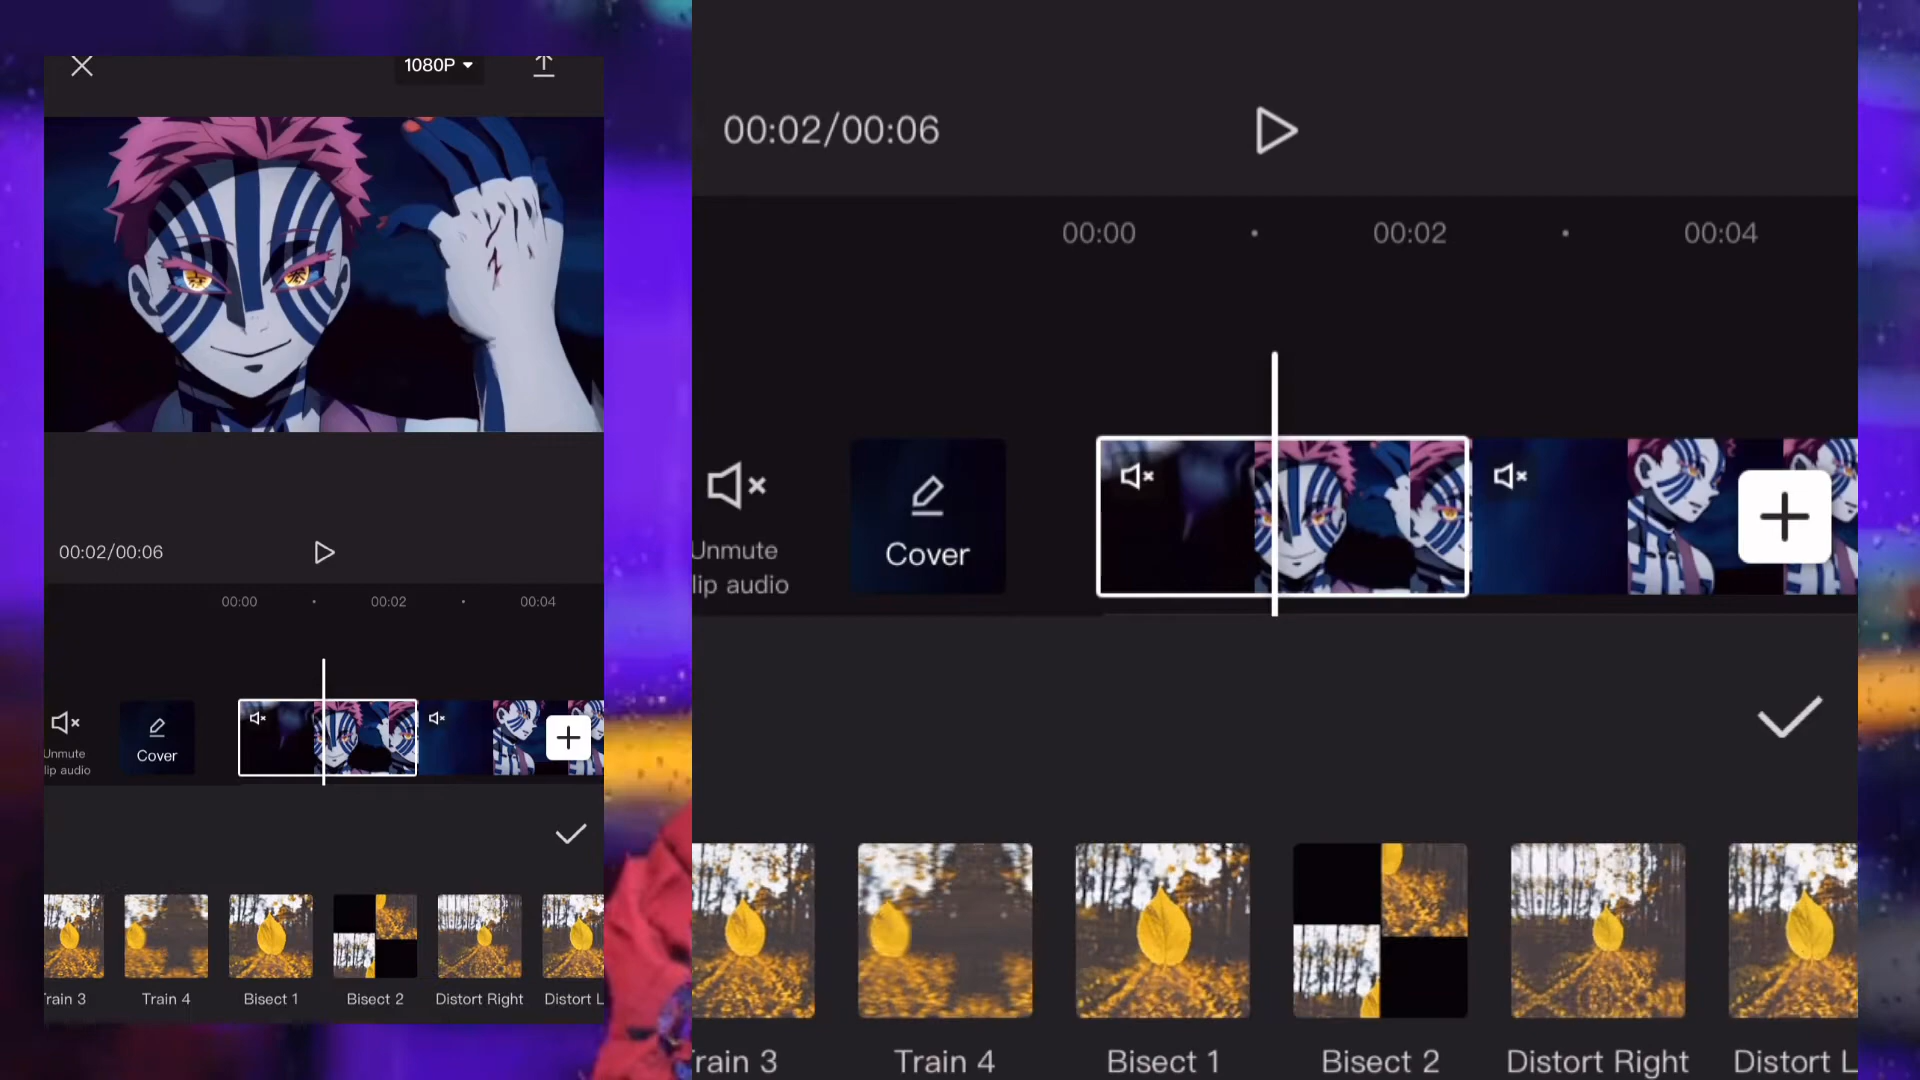 1080P
00:02/00:06
00:00
00:02
00:04
Unmute
lip audio
Cover
rain 3
Train 4
Bisect 1
Bisect 2
Distort Right
Distort L
00:02/00:06
00:00
00:02
00:04
Unmute
lip audio
Cover
rain 3
Train 4
Bisect 1
Bisect 2
Distort Right
Distort L